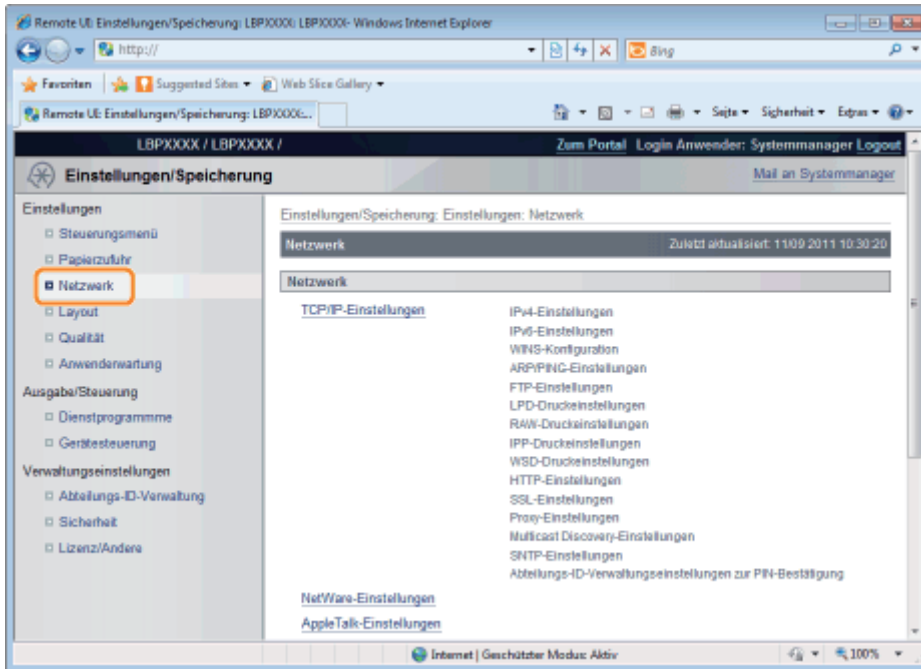 Remote UI: Einstellungen/Speicherung: LBPXXXX: LBPXXXX- Windows Internet Explorer
http://
Bing
Favoriten Suggested Sites Web Slice Gallery
Remote UI: Einstellungen/Speicherung: LBPXXXX:...
Seite Sicherheit Extras
LBPXXXX / LBPXXXX /
Zum Portal Login Anwender: Systemmanager Logout
Einstellungen/Speicherung
Mail an Systemmanager
Einstellungen
Steuerungsmenü
Papierzufuhr
Netzwerk
Layout
Qualität
Anwenderwartung
Ausgabe/Steuerung
Dienstprogrammme
Gerätesteuerung
Verwaltungseinstellungen
Abteilungs-ID-Verwaltung
Sicherheit
Lizenz/Andere
Einstellungen/Speicherung: Einstellungen: Netzwerk
Netzwerk
Zuletzt aktualisiert: 11/09 2011 10:30:20
Netzwerk
TCP/IP-Einstellungen
IPv4-Einstellungen
IPv6-Einstellungen
WINS-Konfiguration
ARP/PING-Einstellungen
FTP-Einstellungen
LPD-Druckeinstellungen
RAW-Druckeinstellungen
IPP-Druckeinstellungen
WSD-Druckeinstellungen
HTTP-Einstellungen
SSL-Einstellungen
Proxy-Einstellungen
Multicast Discovery-Einstellungen
SNTP-Einstellungen
Abteilungs-ID-Verwaltungseinstellungen zur PIN-Bestätigung
NetWare-Einstellungen
AppleTalk-Einstellungen
Internet | Geschützter Modus: Aktiv
100%